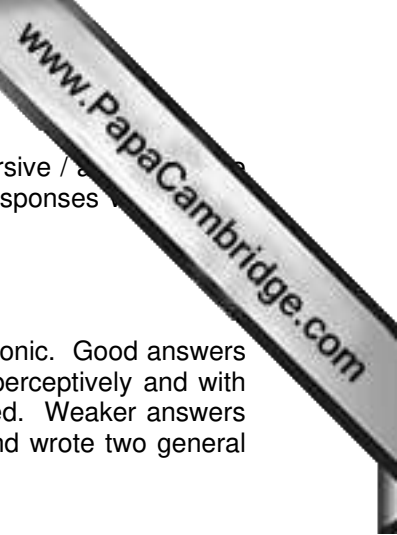 www.PapaCambridge.com
rsive / a
sponses
onic. Good answers
perceptively and with
ed. Weaker answers
nd wrote two general